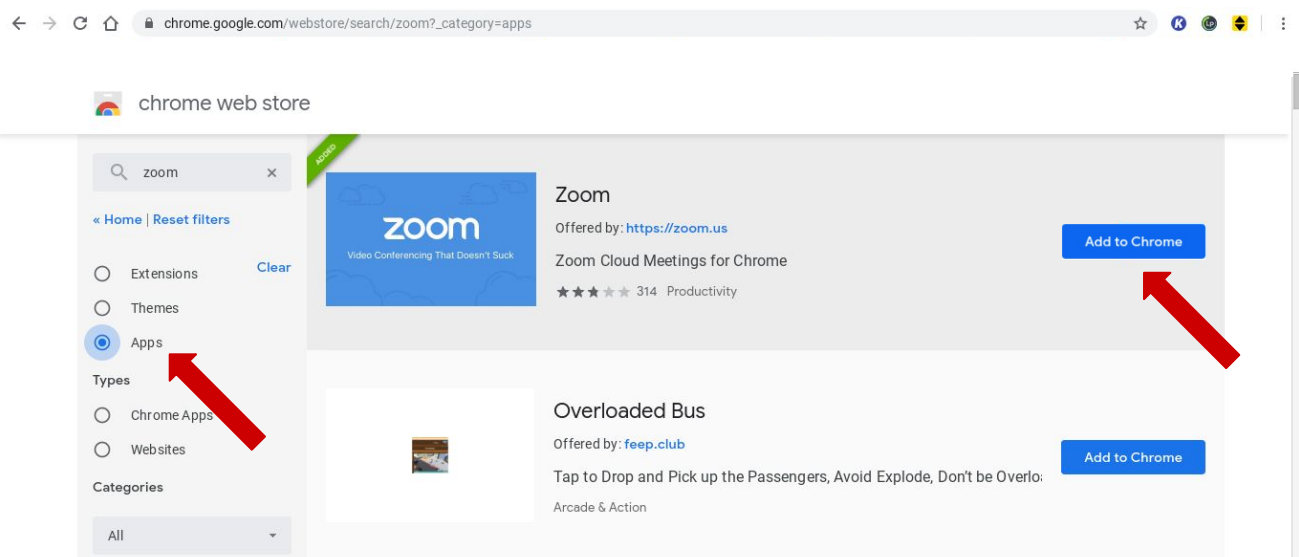 chrome.google.com/webstore/search/zoom?_category=apps
chrome web store
zoom
« Home | Reset filters
Extensions
Clear
Themes
Apps
Types
Chrome Apps
Websites
Categories
All
ADDED
zoom
Video Conferencing That Doesn't Suck
Zoom
Offered by: https://zoom.us
Zoom Cloud Meetings for Chrome
314 Productivity
Add to Chrome
Overloaded Bus
Offered by: feep.club
Tap to Drop and Pick up the Passengers, Avoid Explode, Don't be Overlo
Arcade & Action
Add to Chrome